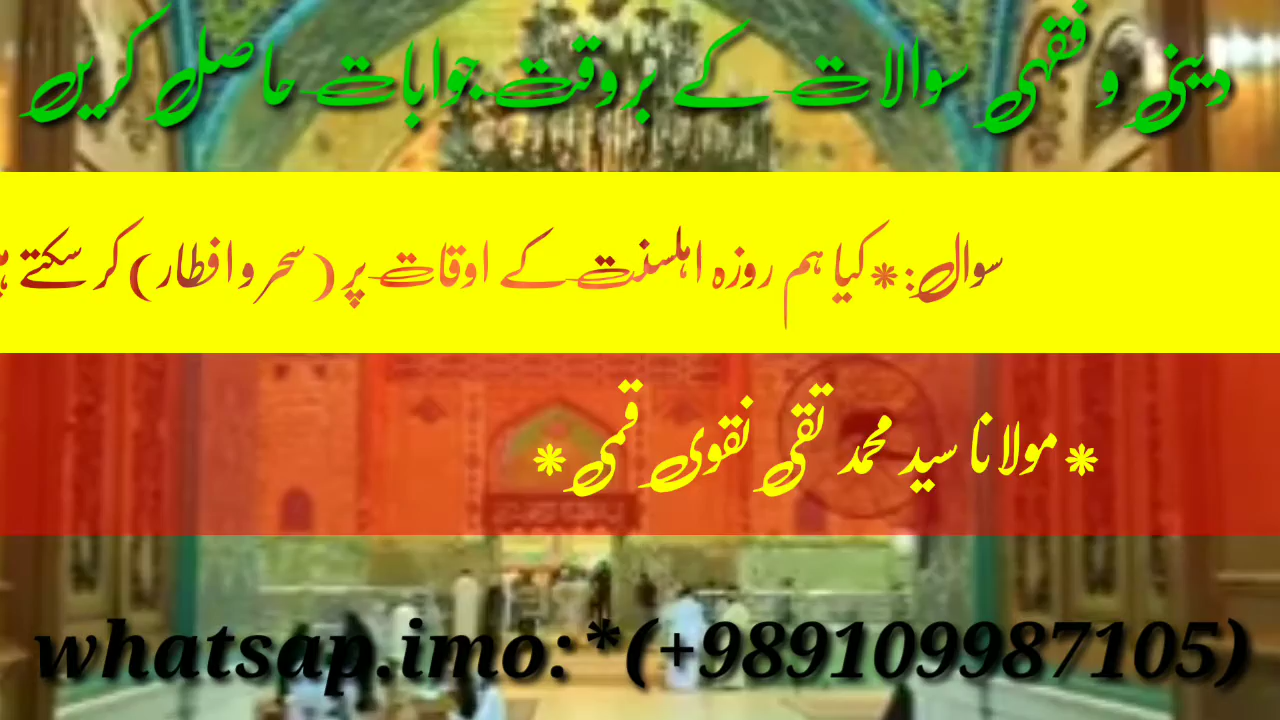 دینی و فقہی سوالات کے بروقت جوابات حاصل کریں
سوال: *کیا ہم روزہ اہلسنت کے اوقات پر (سحر و افطار) کر سکتے
*مولانا سید محمد تقی نقوی قمی*
whatsap.imo:*(+989109987105)